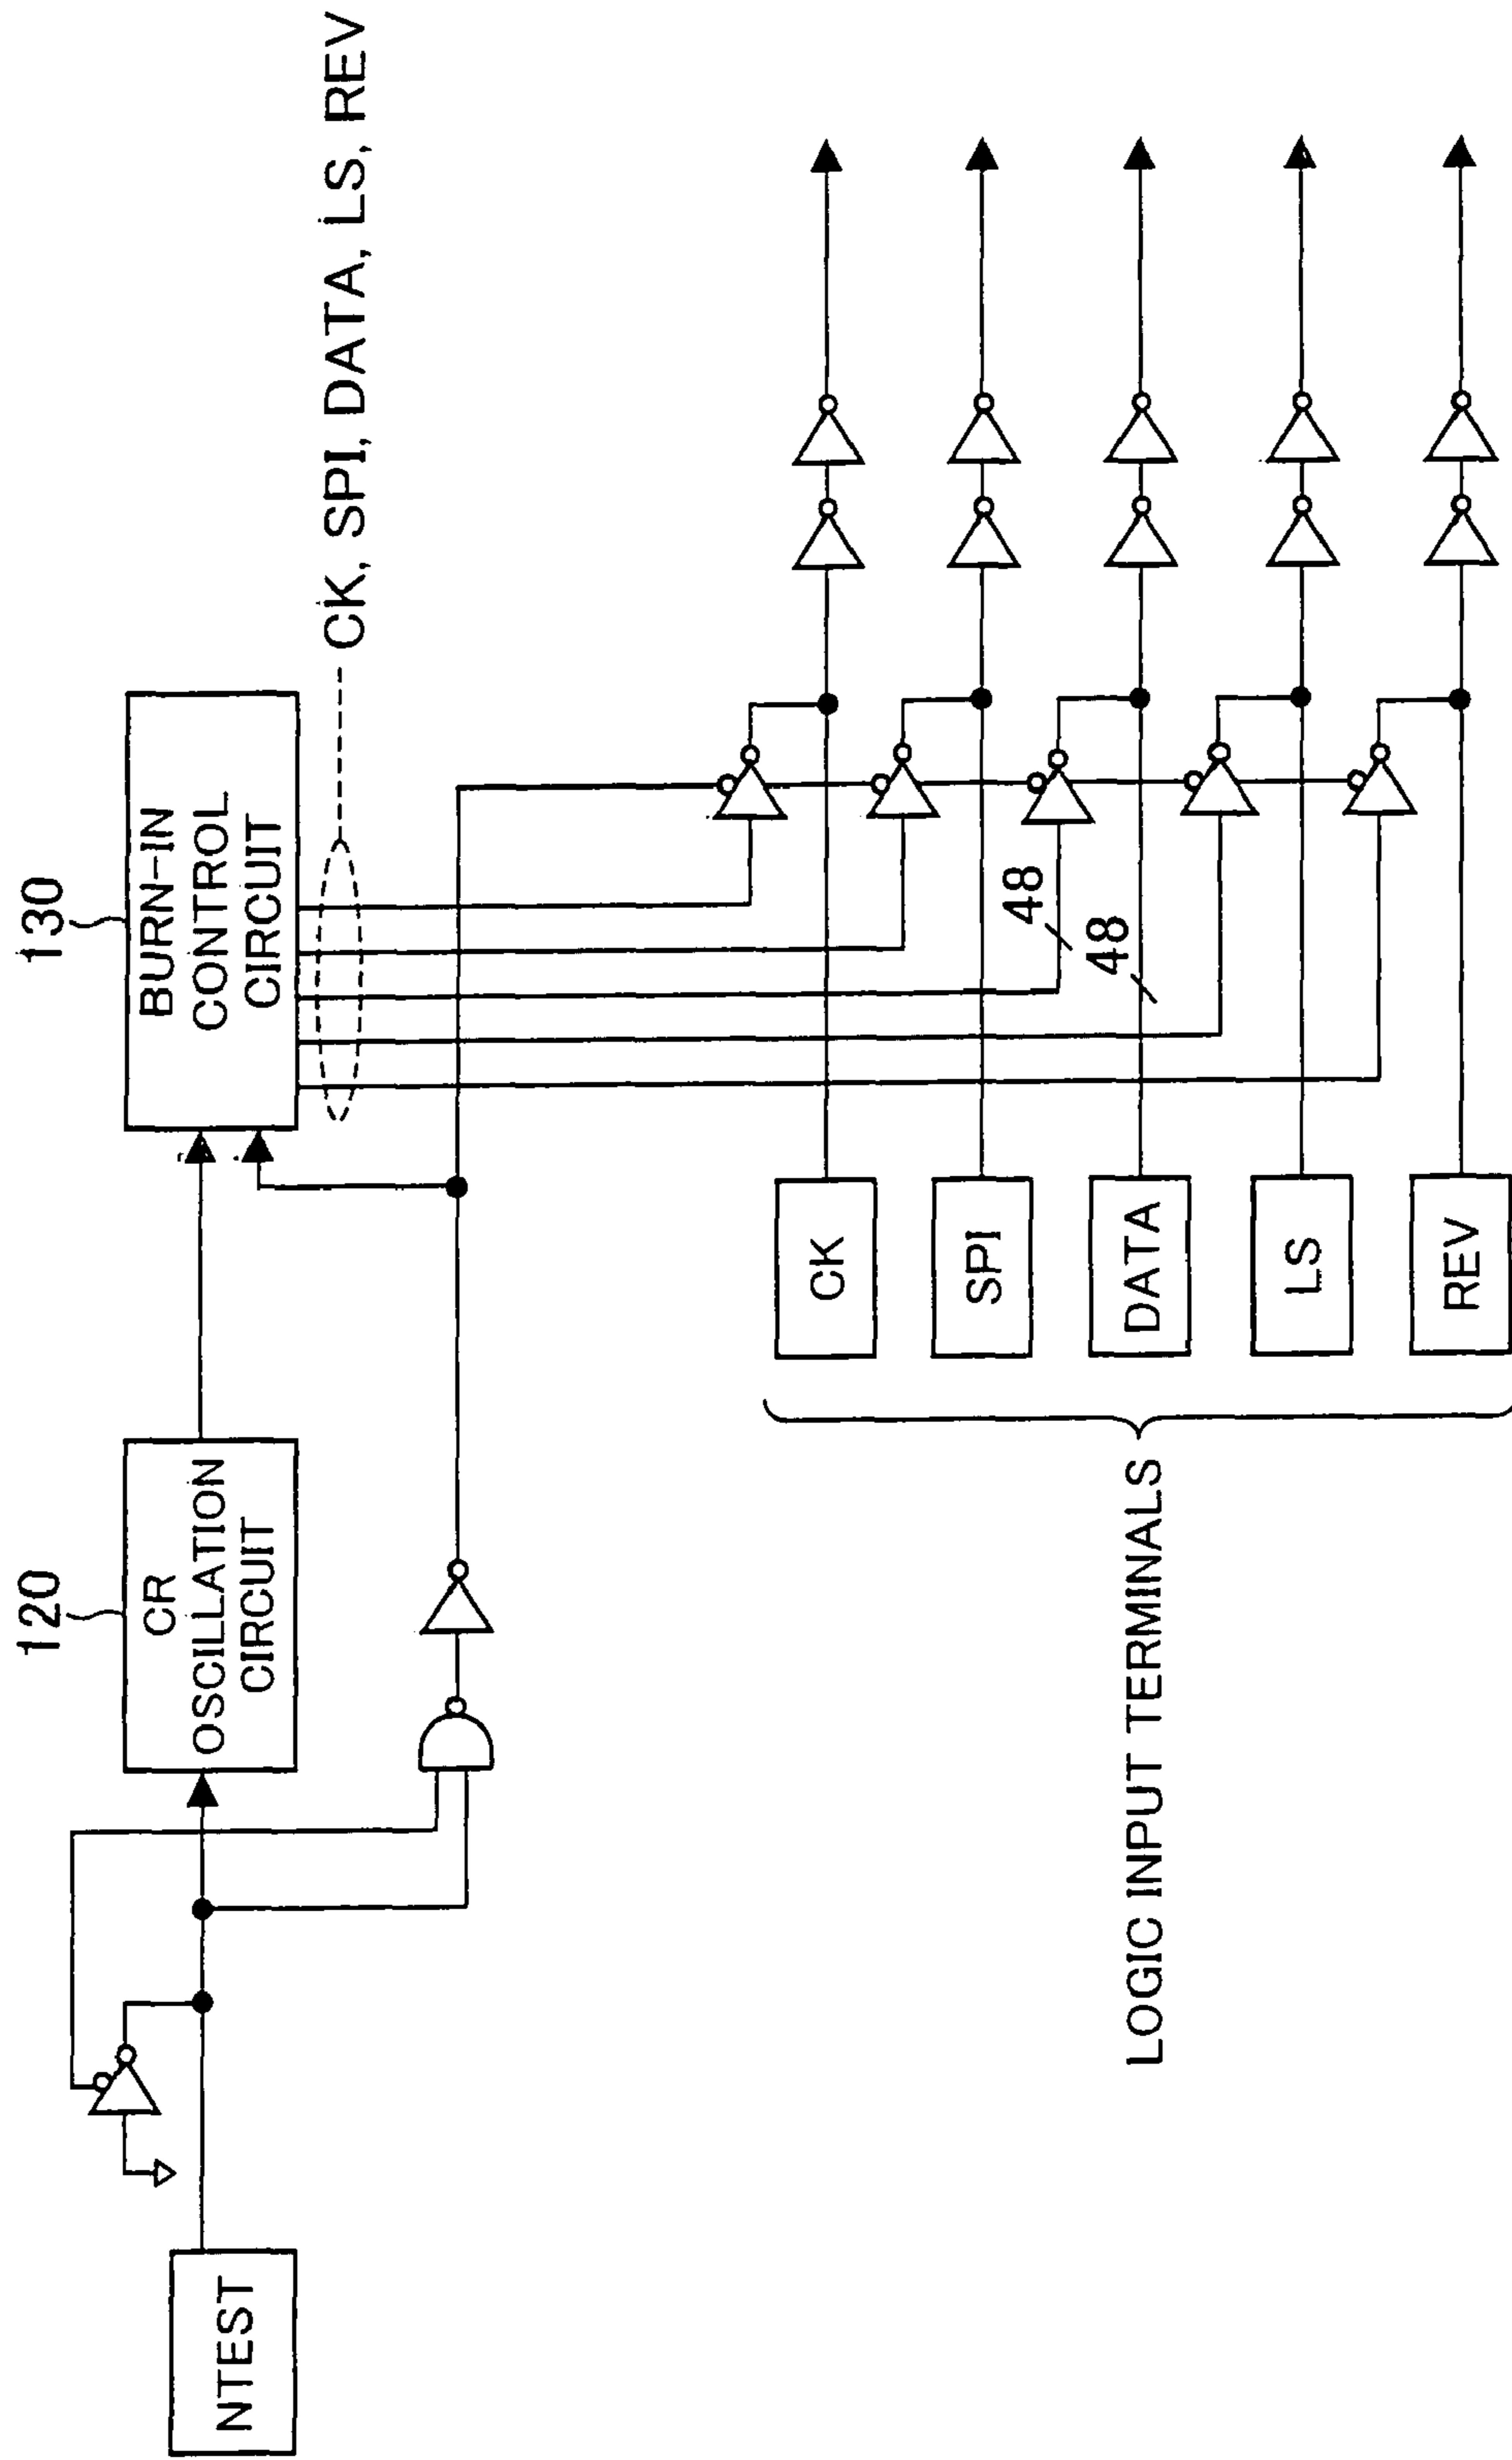 NTEST
120
CR
OSCILLATION
CIRCUIT
130
BURN-IN
CONTROL
CIRCUIT
CK, SPI, DATA, LS, REV
48
48
LOGIC INPUT TERMINALS
CK
SPI
DATA
LS
REV